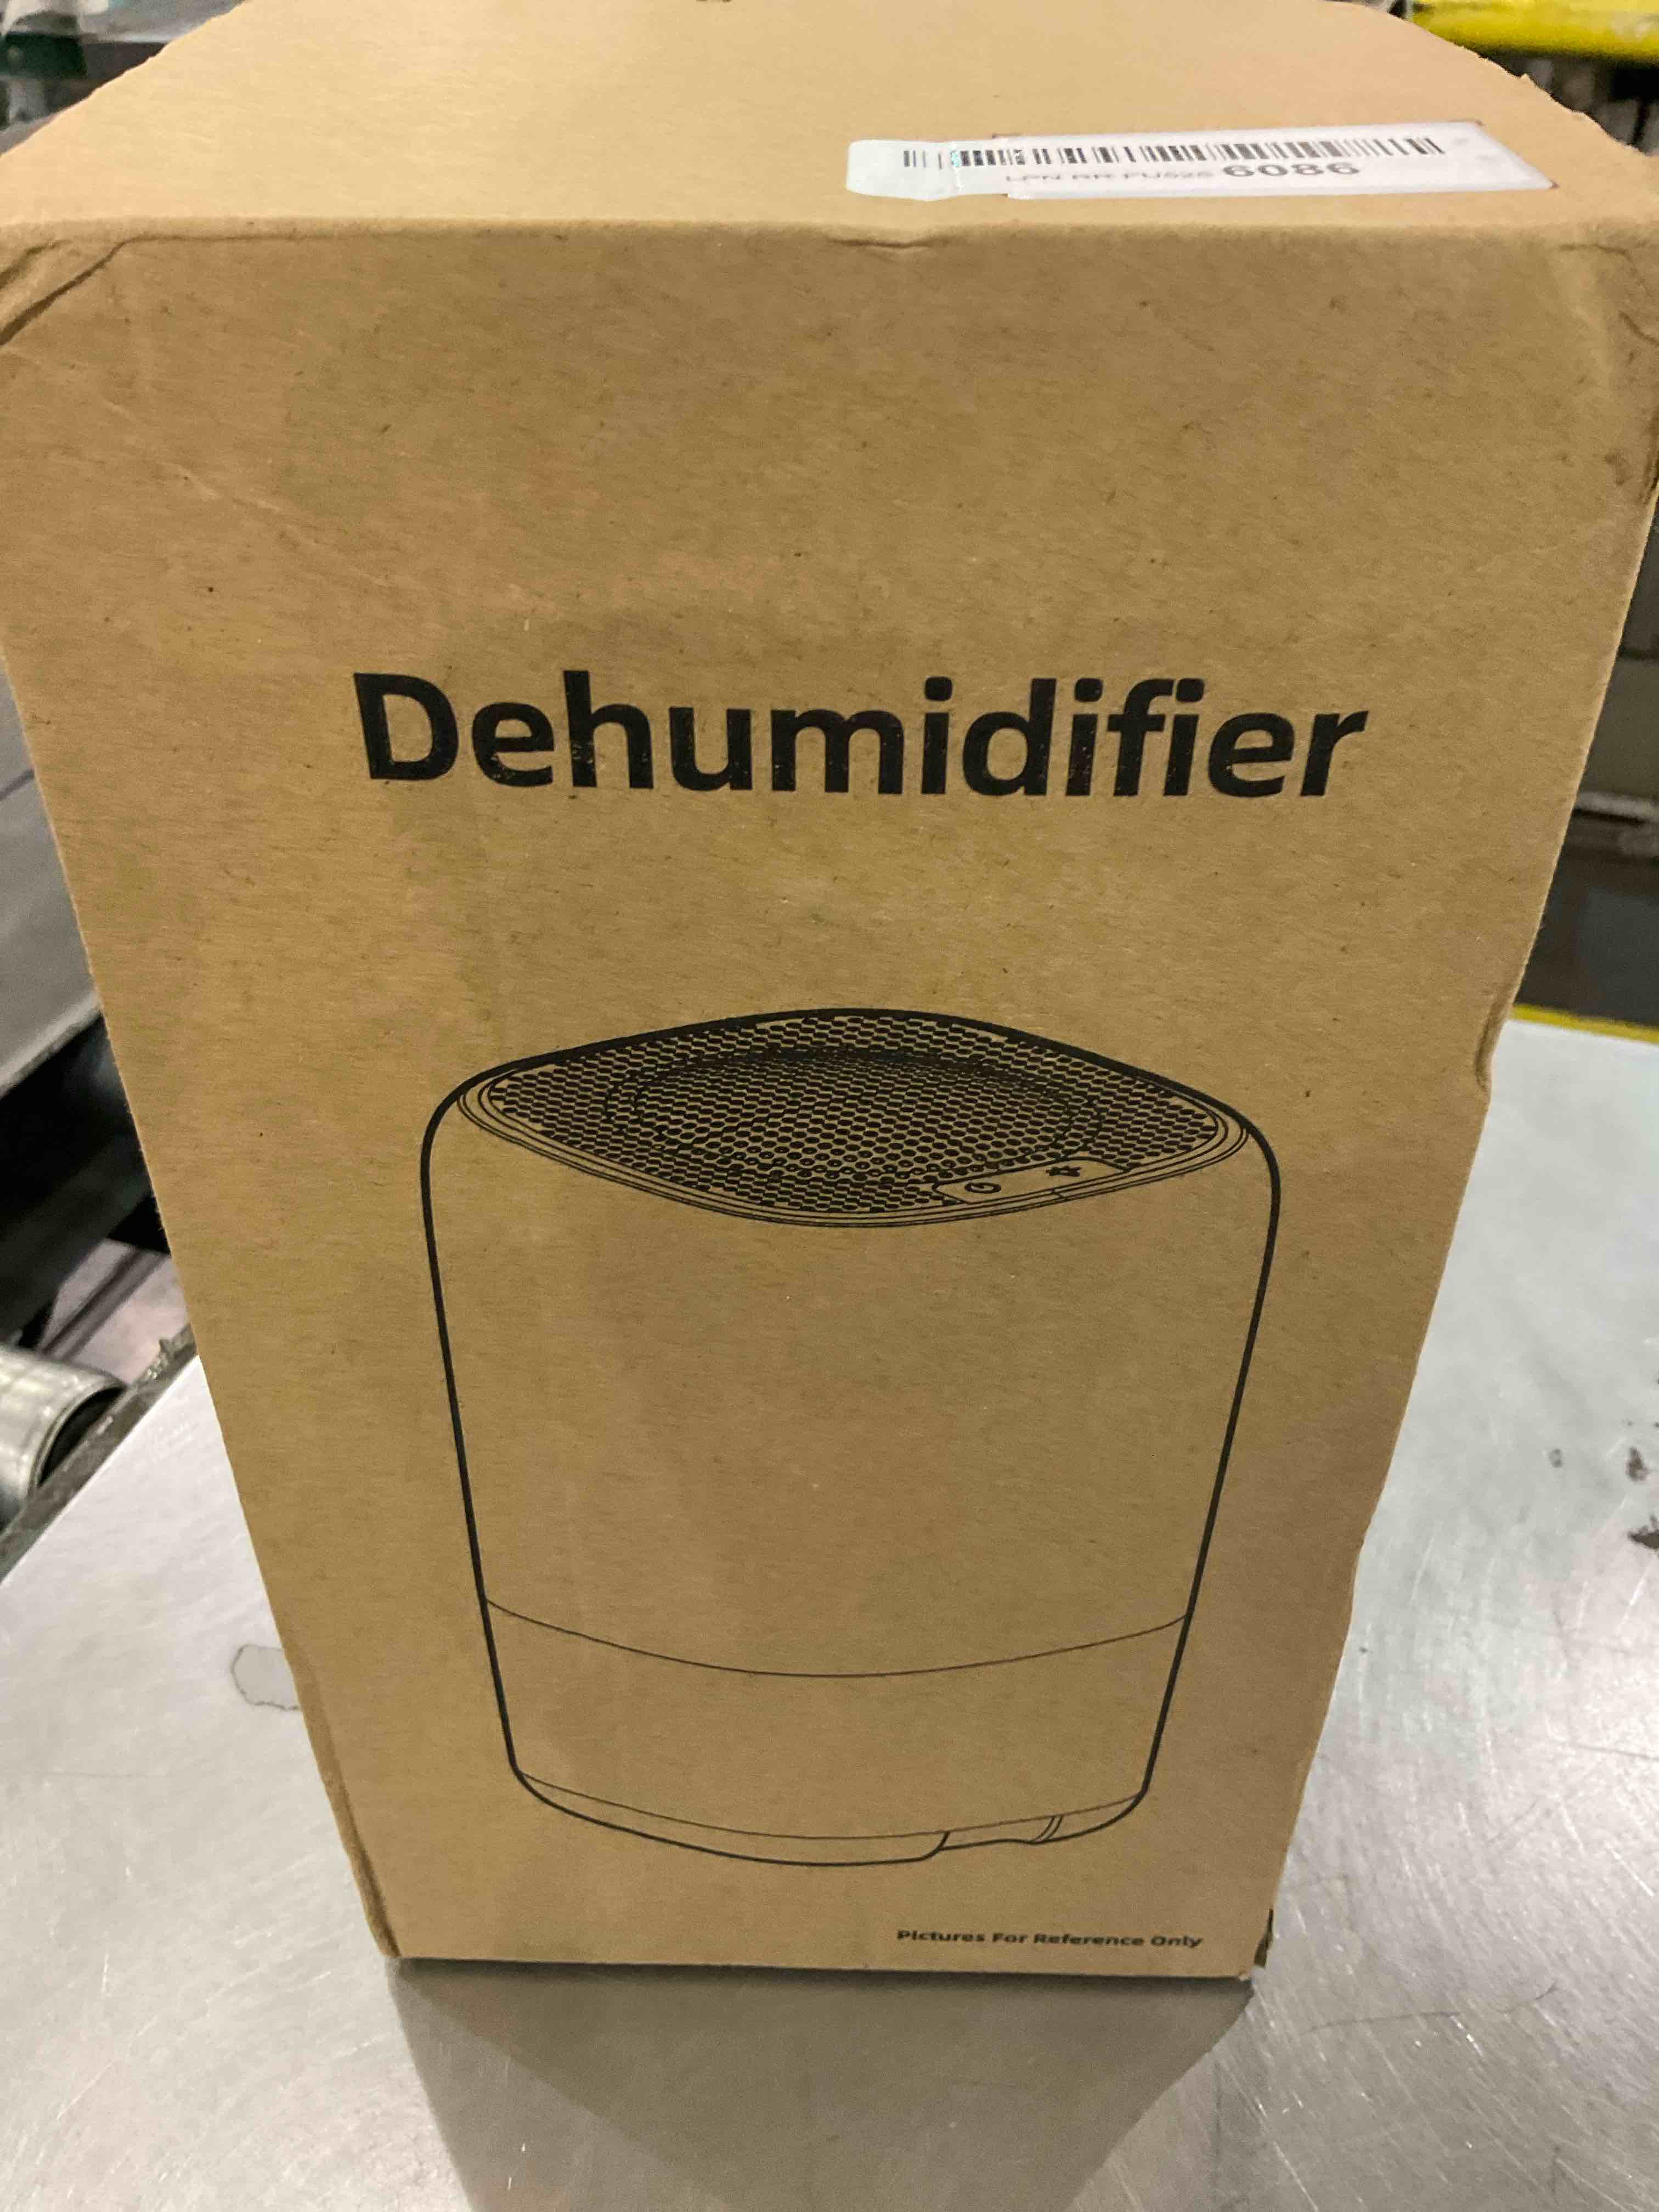 6086
Dehumidifier
Pictures For Reference Only